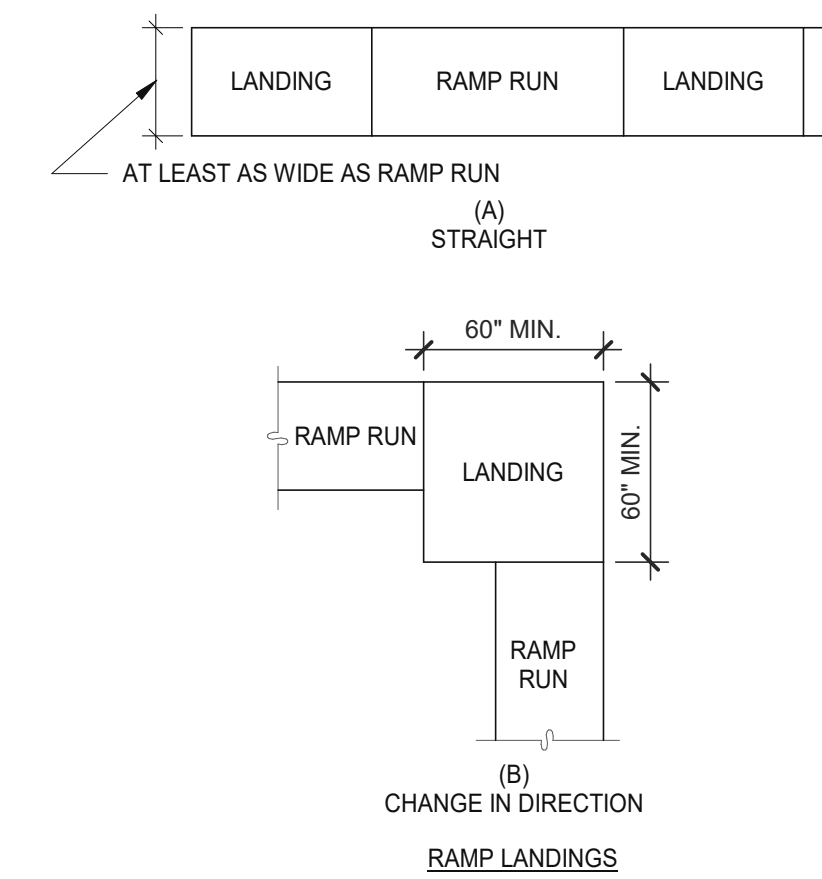 LANDING
RAMP RUN
LANDING
AT LEAST AS WIDE AS RAMP RUN
(A)
STRAIGHT
60" MIN.
RAMP RUN
LANDING
60" MIN.
RAMP
RUN
(B)
CHANGE IN DIRECTION
RAMP LANDINGS